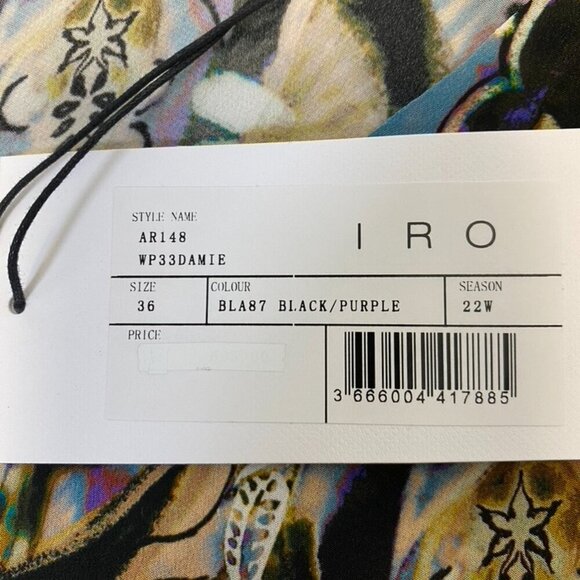 STYLE NAME
AR148
WP33DAMIE
IRO
SIZE
36
COLOUR
BLA87 BLACK/PURPLE
SEASON
22W
PRICE
3 666004 417885